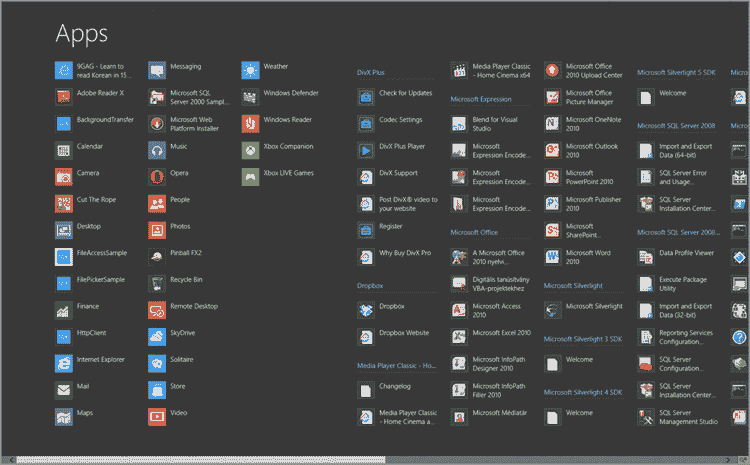 Apps
9GAG - Learn to
read Korean in 15 ...
Adobe Reader X
BackgroundTransfer
Calendar
Camera
Cut The Rope
Desktop
FileAccessSample
FilePickerSample
Finance
HttpClient
Internet Explorer
Mail
Maps
Messaging
Microsoft SQL
Server 2000 Sampl...
Microsoft Web
Platform Installer
Music
Opera
People
Photos
Pinball FX2
Recycle Bin
Remote Desktop
SkyDrive
Solitaire
Store
Video
Weather
Windows Defender
Windows Reader
Xbox Companion
Xbox LIVE Games
DivX Plus
Check for Updates
Codec Settings
DivX Plus Player
DivX Support
Post DivX® video to
your website
Register
Why Buy DivX Pro
Dropbox
Dropbox
Dropbox Website
Media Player Classic - Ho...
Changelog
Media Player Classic
- Home Cinema a...
Media Player Classic
- Home Cinema x64
Microsoft Expression
Blend for Visual
Studio
Microsoft
Expression Encode...
Microsoft
Expression Encode...
Microsoft
Expression Encode...
Microsoft Office
A Microsoft Office
2010 nyelvi...
Digitális tanúsítvány
VBA-projektekhez
Microsoft Access
2010
Microsoft Excel 2010
Microsoft InfoPath
Designer 2010
Microsoft InfoPath
Filler 2010
Microsoft Médiatár
Microsoft Office
2010 Upload Center
Microsoft Office
Picture Manager
Microsoft OneNote
2010
Microsoft Outlook
2010
Microsoft
PowerPoint 2010
Microsoft Publisher
2010
Microsoft
SharePoint...
Microsoft Word
2010
Microsoft Silverlight
Microsoft Silverlight
Microsoft Silverlight 3 SDK
Welcome
Microsoft Silverlight 4 SDK
Welcome
Microsoft Silverlight 5 SDK
Welcome
Microsoft SQL Server 2008
Import and Export
Data (64-bit)
SQL Server Error
and Usage...
SQL Server
Installation Center...
Microsoft SQL Server 2008...
Data Profile Viewer
Execute Package
Utility
Import and Export
Data (32-bit)
Reporting Services
Configuration...
SQL Server
Configuration...
SQL Server
Installation Center...
SQL Server
Management Studio